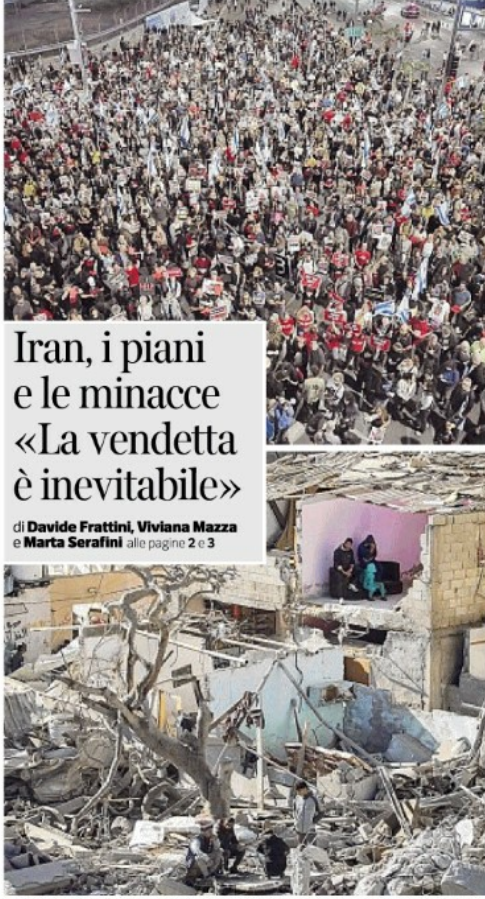 Iran, i piani
e le minacce
«La vendetta
è inevitabile»
di Davide Frattini, Viviana Mazza
e Marta Serafini alle pagine 2 e 3